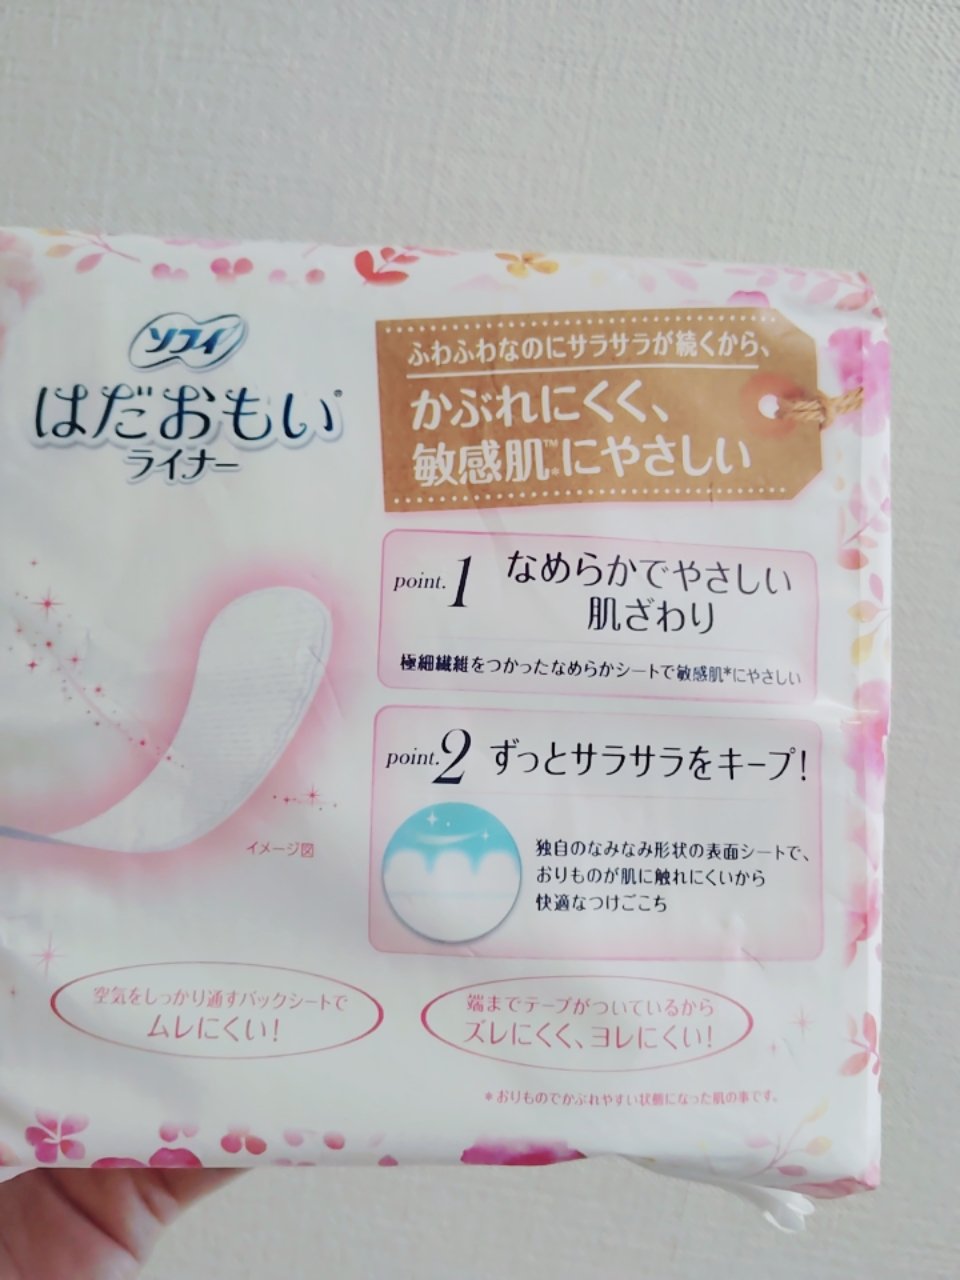 ソフィ
はだおもい®
ライナー
ふわふわなのにサラサラが続くから、
かぶれにくく、
敏感肌™*にやさしい
point.1 なめらかでやさしい
肌ざわり
極細繊維をつかったなめらかシートで敏感肌*にやさしい
point.2 ずっとサラサラをキープ!
独自のなみなみ形状の表面シートで、
おりものが肌に触れにくいから
快適なつけごこち
イメージ図
空気をしっかり通すバックシートで
ムレにくい!
端までテープがついているから
ズレにくく、ヨレにくい!
*おりものでかぶれやすい状態になった肌の事です。